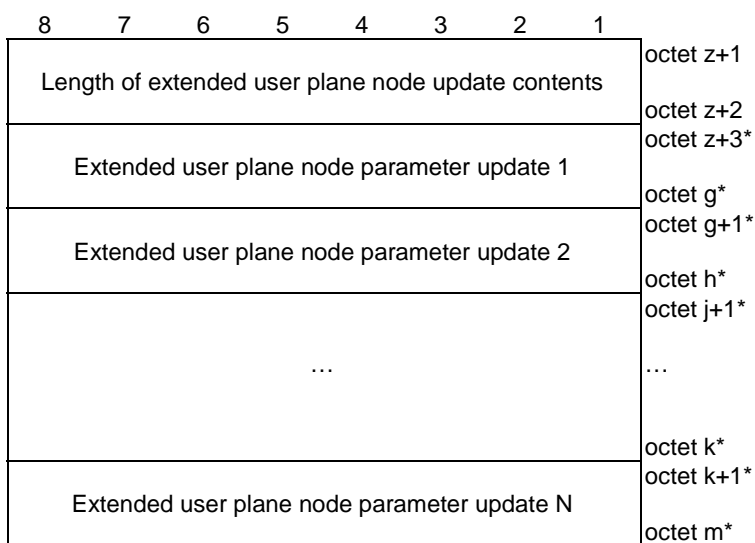 8 7 6 5 4 3 2 1
octet z+1
Length of extended user plane node update contents
octet z+2
octet z+3*
Extended user plane node parameter update 1
octet g*
octet g+1*
Extended user plane node parameter update 2
octet h*
octet j+1*
… …
octet k*
octet k+1*
Extended user plane node parameter update N
octet m*